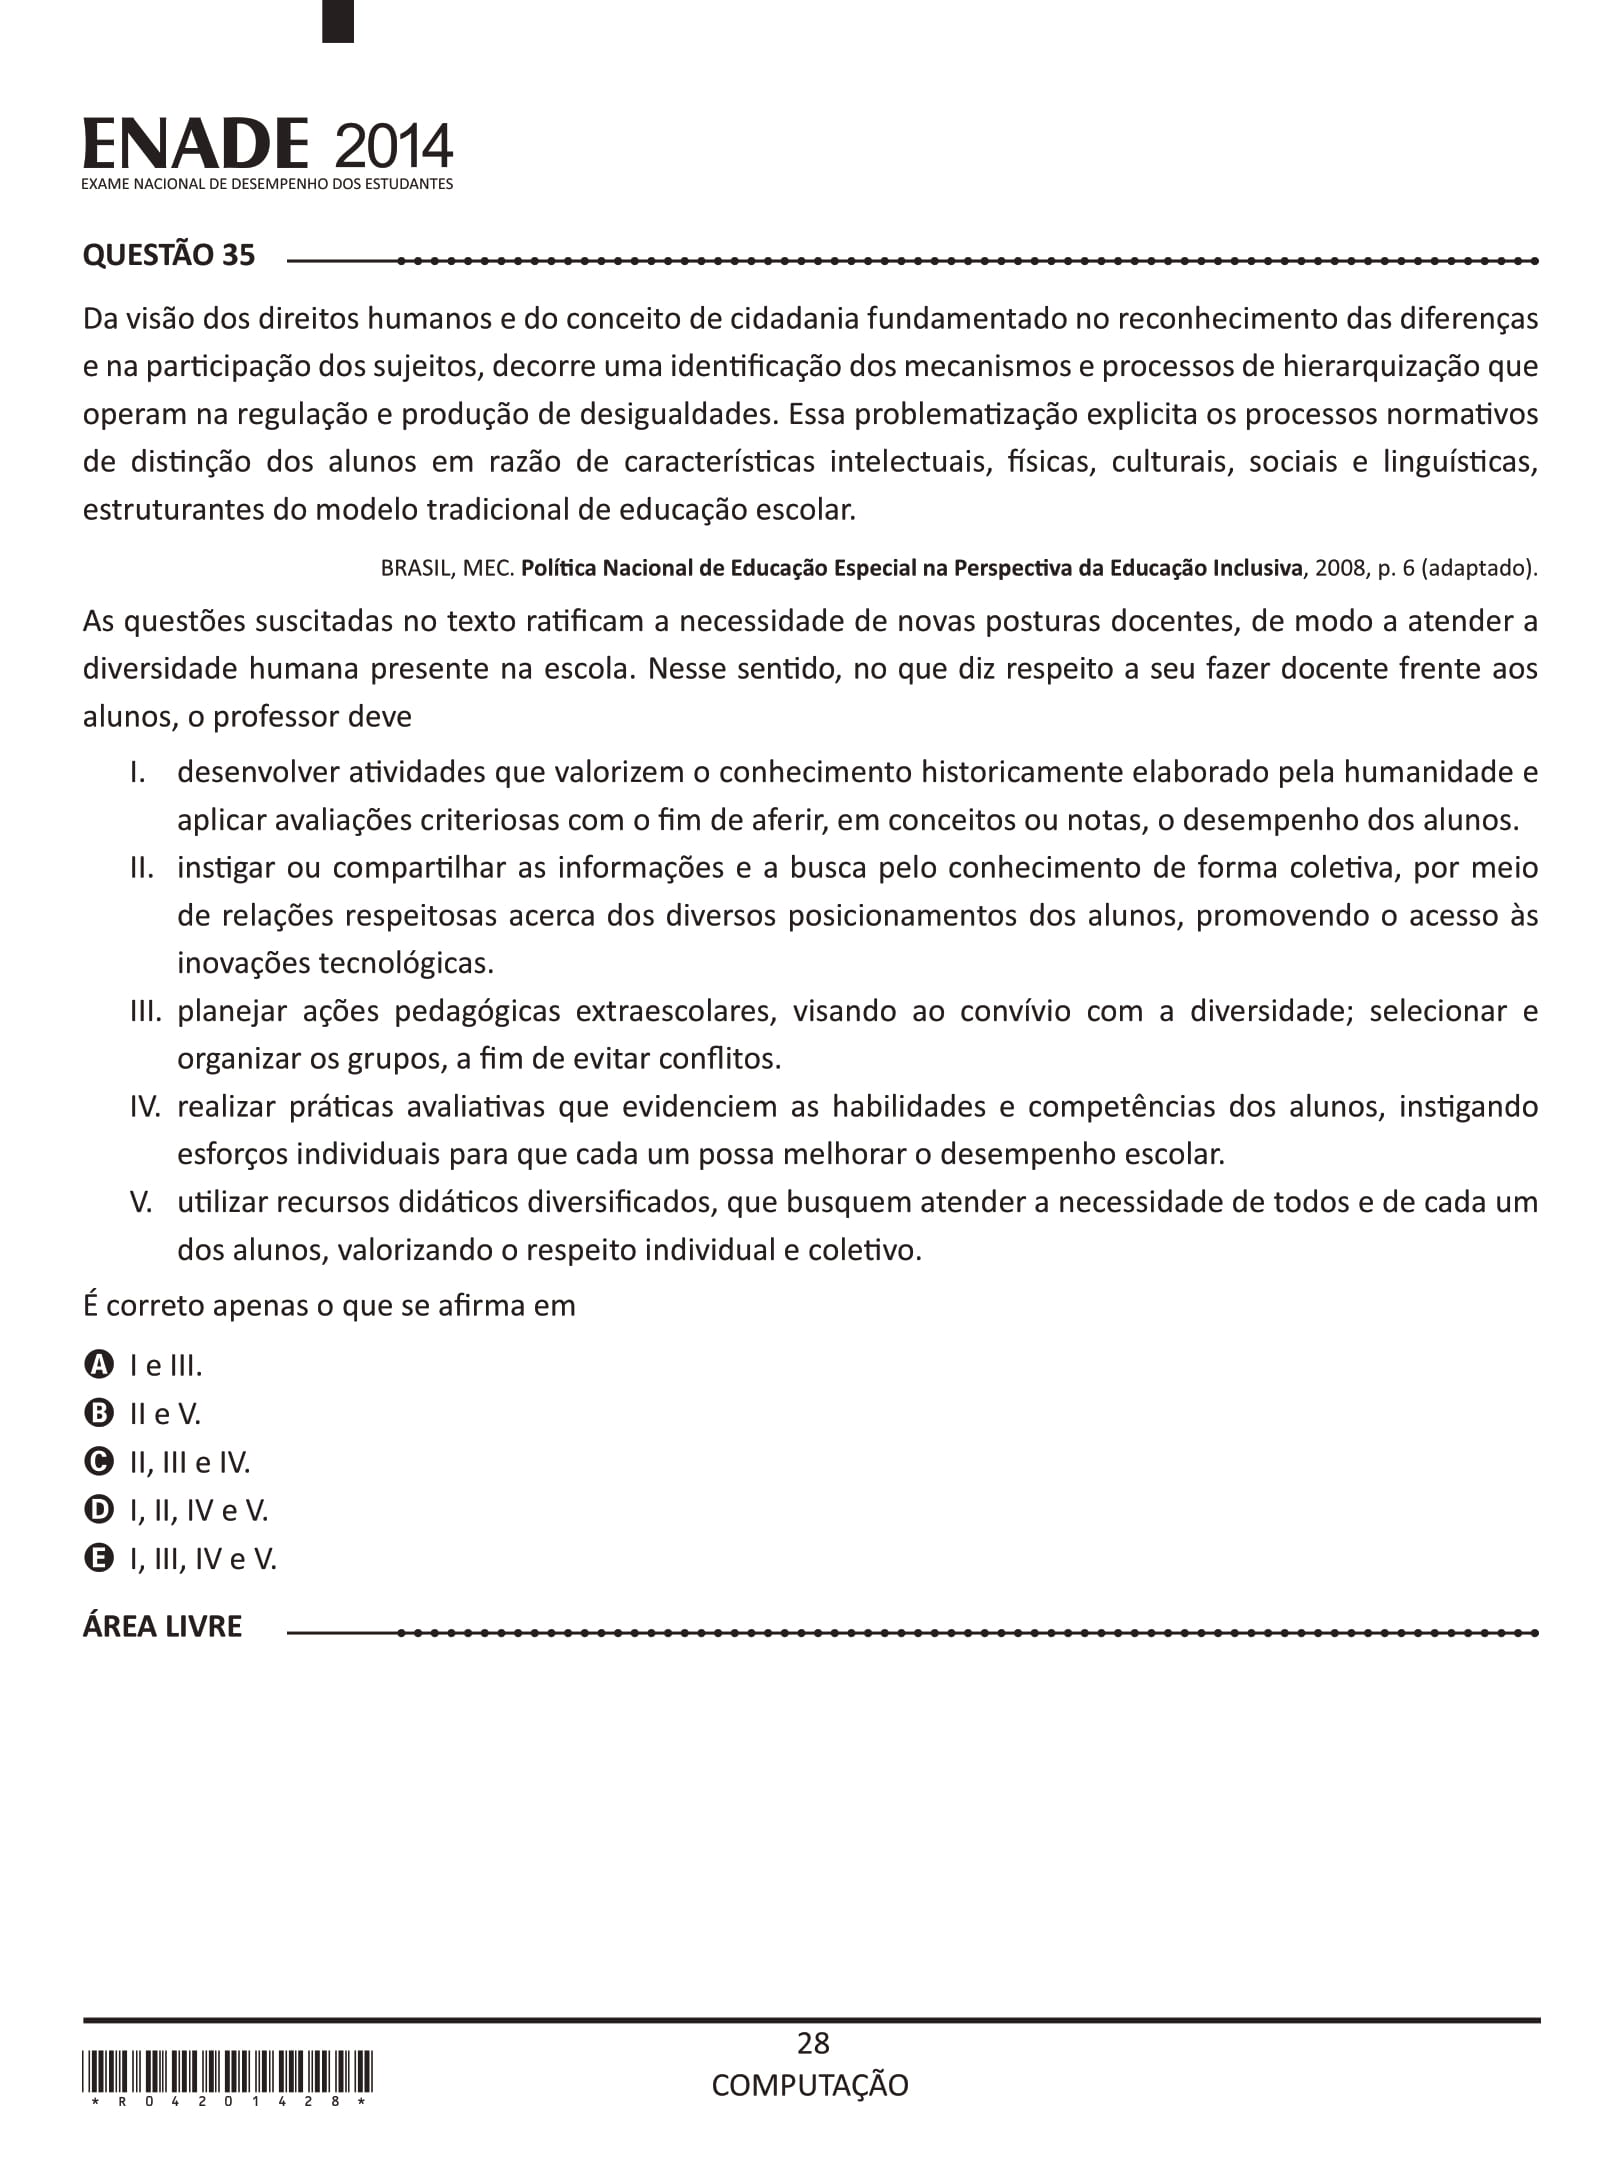 ENADE 2014
EXAME NACIONAL DE DESEMPENHO DOS ESTUDANTES
QUESTÃO 35
Da visão dos direitos humanos e do conceito de cidadania fundamentado no reconhecimento das diferenças
e na participação dos sujeitos, decorre uma identificação dos mecanismos e processos de hierarquização que
operam na regulação e produção de desigualdades. Essa problematização explicita os processos normativos
de distinção dos alunos em razão de características intelectuais, físicas, culturais, sociais e linguísticas,
estruturantes do modelo tradicional de educação escolar.
BRASIL, MEC. Política Nacional de Educação Especial na Perspectiva da Educação Inclusiva, 2008, p. 6 (adaptado).
As questões suscitadas no texto ratificam a necessidade de novas posturas docentes, de modo a atender a
diversidade humana presente na escola. Nesse sentido, no que diz respeito a seu fazer docente frente aos
alunos, o professor deve
I. desenvolver atividades que valorizem o conhecimento historicamente elaborado pela humanidade e
aplicar avaliações criteriosas com o fim de aferir, em conceitos ou notas, o desempenho dos alunos.
II. instigar ou compartilhar as informações e a busca pelo conhecimento de forma coletiva, por meio
de relações respeitosas acerca dos diversos posicionamentos dos alunos, promovendo o acesso às
inovações tecnológicas.
III. planejar ações pedagógicas extraescolares, visando ao convívio com a diversidade; selecionar e
organizar os grupos, a fim de evitar conflitos.
IV. realizar práticas avaliativas que evidenciem as habilidades e competências dos alunos, instigando
esforços individuais para que cada um possa melhorar o desempenho escolar.
V. utilizar recursos didáticos diversificados, que busquem atender a necessidade de todos e de cada um
dos alunos, valorizando o respeito individual e coletivo.
É correto apenas o que se afirma em
A I e III.
B II e V.
C II, III e IV.
D I, II, IV e V.
E I, III, IV e V.
ÁREA LIVRE
28
COMPUTAÇÃO
*R04201428*